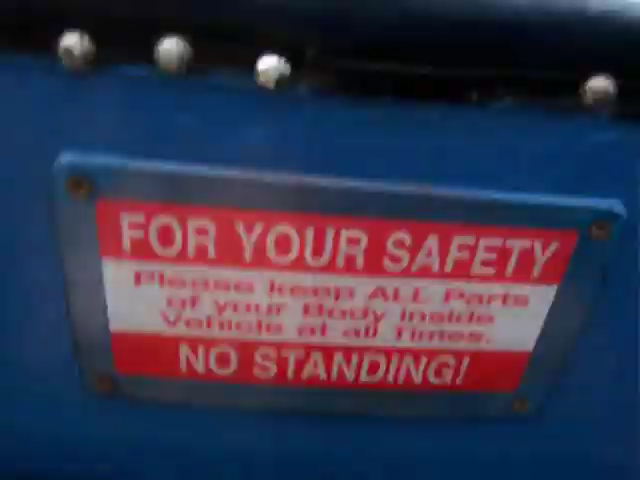 FOR YOUR SAFETY
Please keep ALL Parts
of your Body inside
Vehicle at all Times.
NO STANDING!